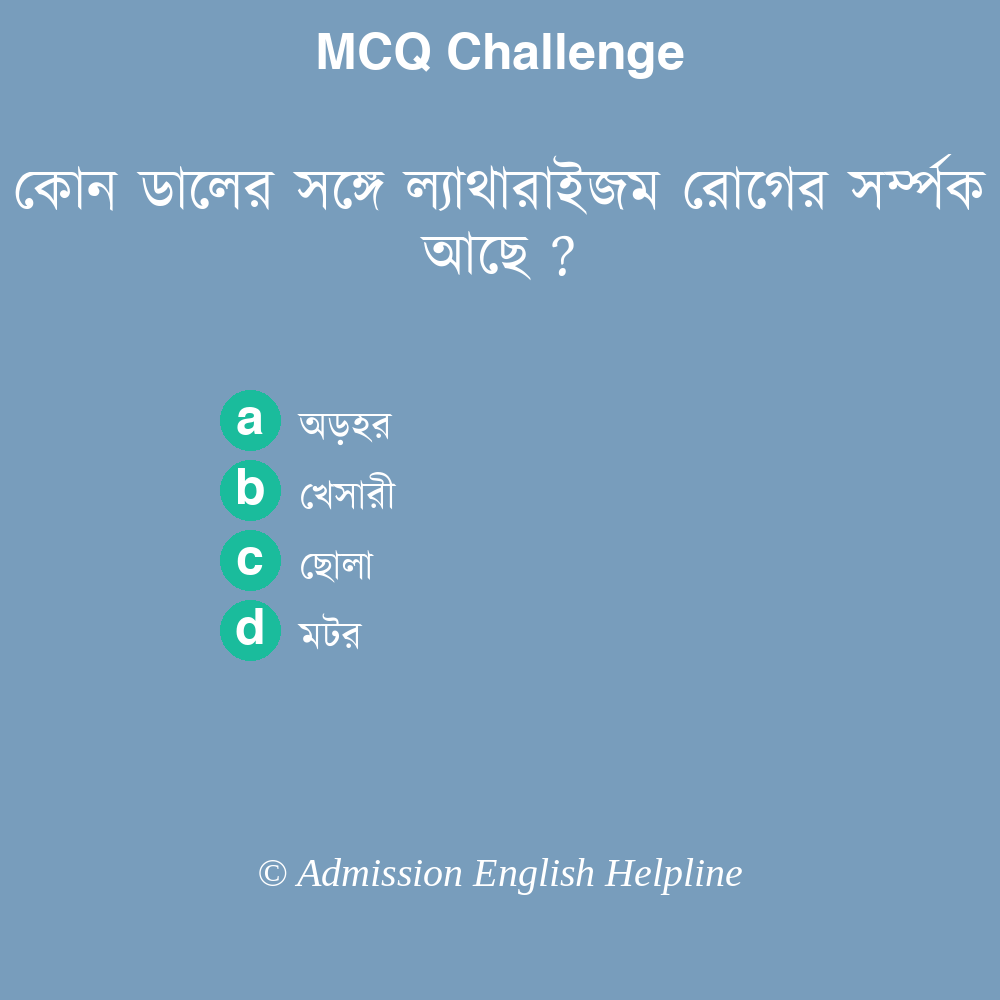 MCQ Challenge
কোন ডালের সঙ্গে ল্যাথারাইজম রোগের সর্ম্পক
আছে ?
a অড়হর
b খেসারী
c ছোলা
d মটর
© Admission English Helpline